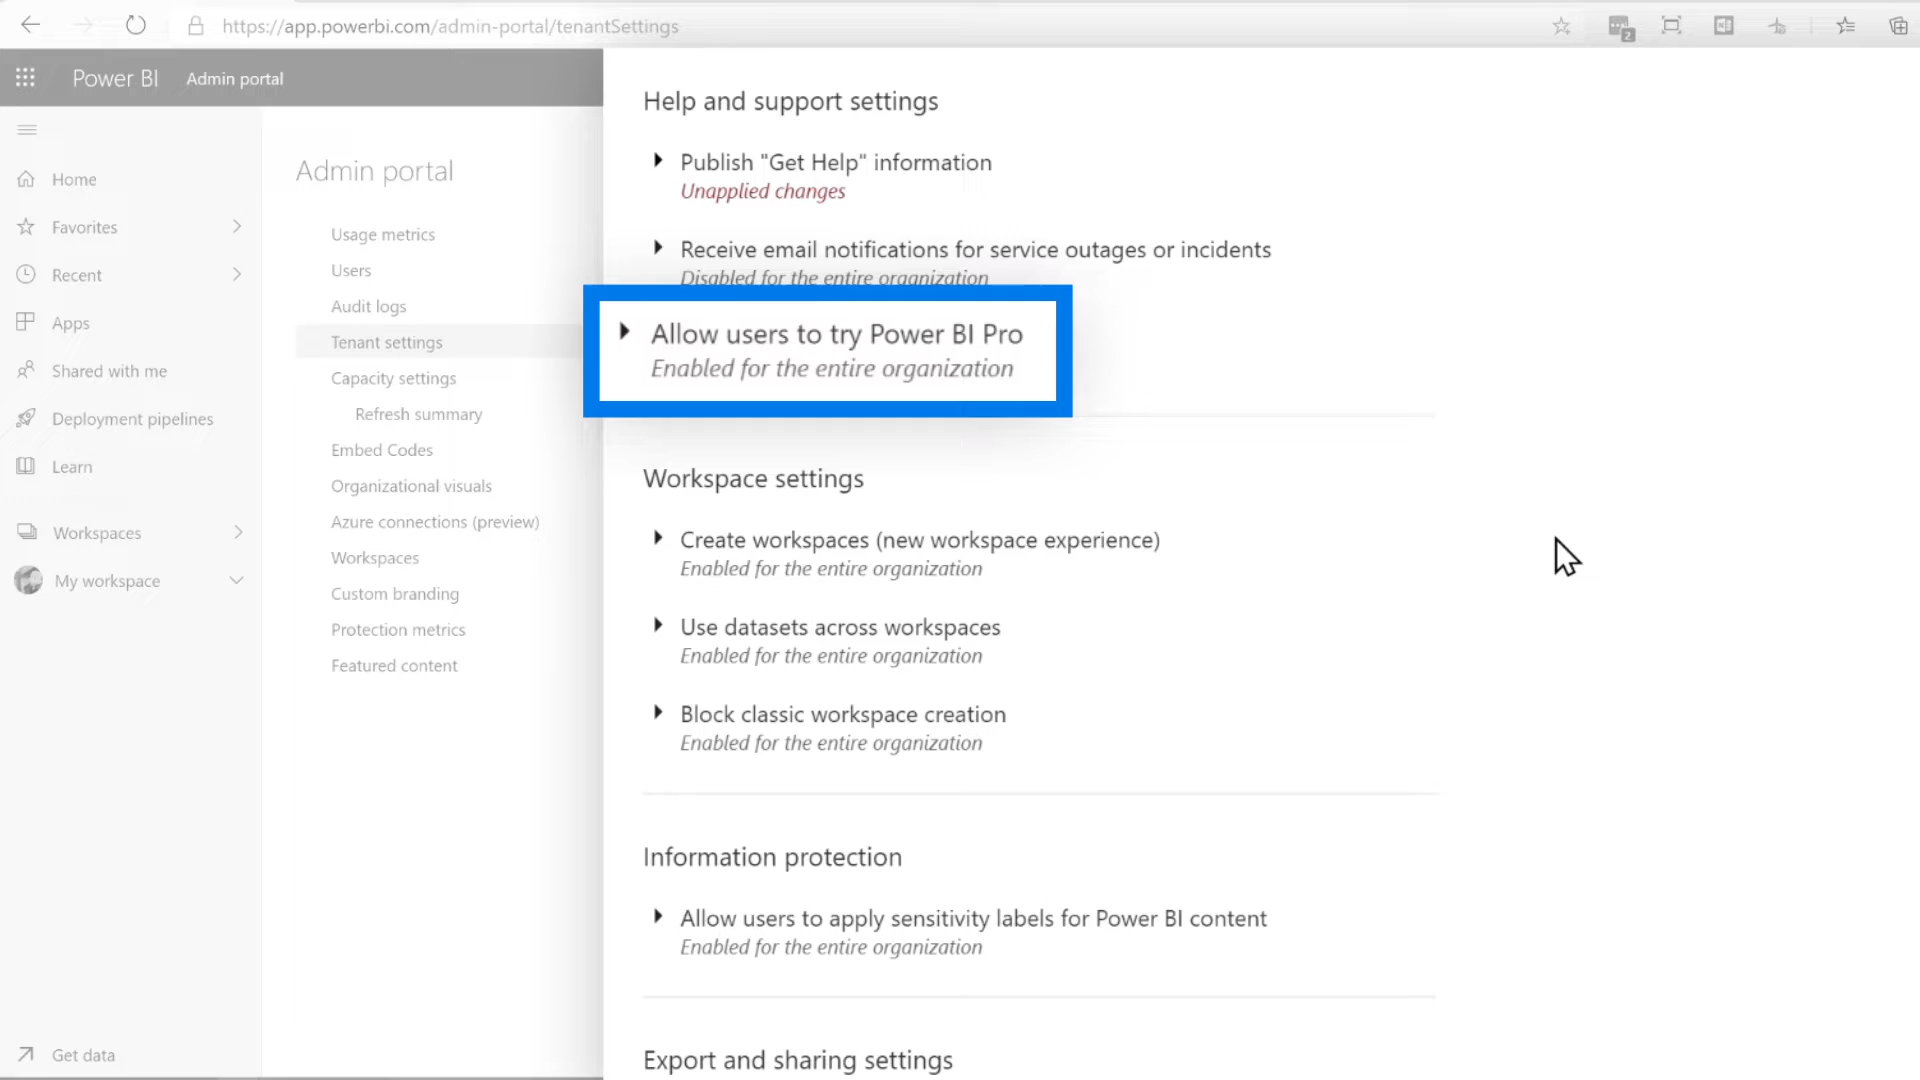 https://app.powerbi.com/admin-portal/tenantSettings
2
Power BI
Admin portal
Home
Favorites
Recent
Apps
Shared with me
Deployment pipelines
Learn
Workspaces
My workspace
Get data
Admin portal
Usage metrics
Users
Audit logs
Tenant settings
Capacity settings
Refresh summary
Embed Codes
Organizational visuals
Azure connections (preview)
Workspaces
Custom branding
Protection metrics
Featured content
Help and support settings
Publish "Get Help" information
Unapplied changes
Receive email notifications for service outages or incidents
Disabled for the entire organization
Allow users to try Power BI Pro
Enabled for the entire organization
Workspace settings
Create workspaces (new workspace experience)
Enabled for the entire organization
Use datasets across workspaces
Enabled for the entire organization
Block classic workspace creation
Enabled for the entire organization
Information protection
Allow users to apply sensitivity labels for Power BI content
Enabled for the entire organization
Export and sharing settings